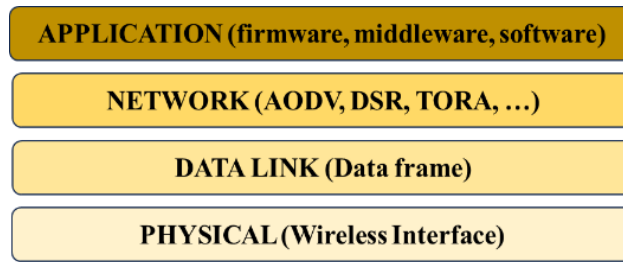 APPLICATION (firmware, middleware, software)
NETWORK (AODV, DSR, TORA, …)
DATA LINK (Data frame)
PHYSICAL (Wireless Interface)